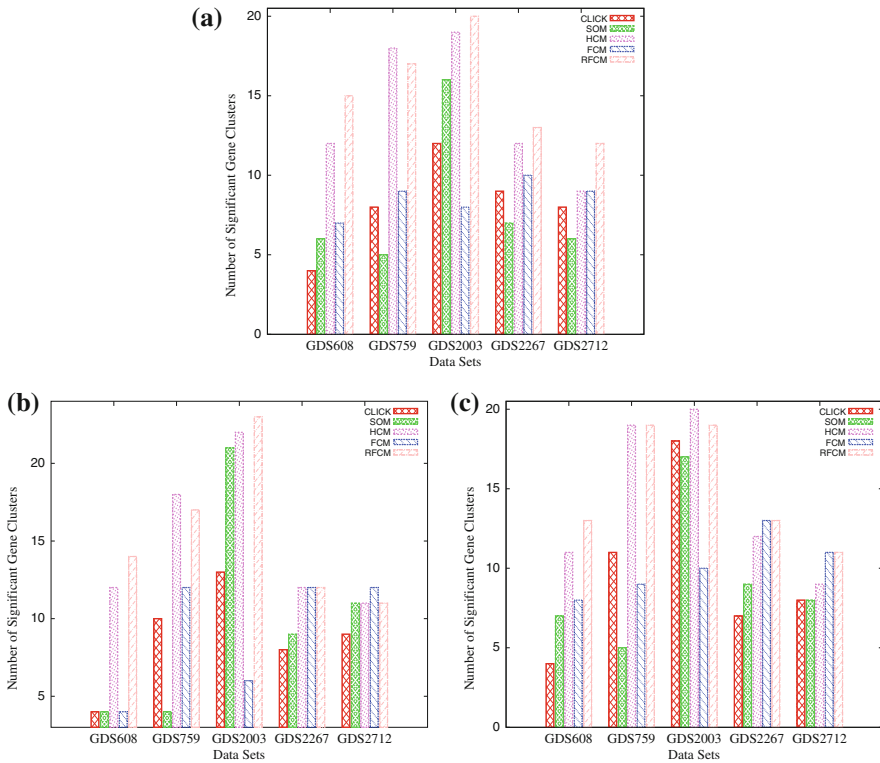 (a)
CLICK
SOM
HCM
FCM
RFCM
20
15
10
5
0
Number of Significant Gene Clusters
GDS608 GDS759 GDS2003 GDS2267 GDS2712
Data Sets
(b)
CLICK
SOM
HCM
FCM
RFCM
20
15
10
5
Number of Significant Gene Clusters
GDS608 GDS759 GDS2003 GDS2267 GDS2712
Data Sets
(c)
CLICK
SOM
HCM
FCM
RFCM
20
15
10
5
0
Number of Significant Gene Clusters
GDS608 GDS759 GDS2003 GDS2267 GDS2712
Data Sets